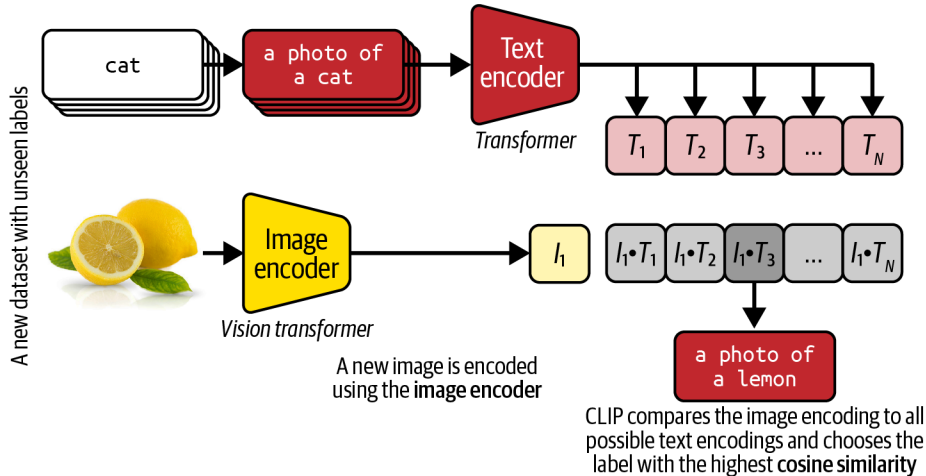 A new dataset with unseen labels
cat
a photo of
a cat
Text
encoder
Transformer
T₁ T₂ T₃ ... T_N
Image
encoder
Vision transformer
I₁
I₁•T₁ I₁•T₂ I₁•T₃ ... I₁•T_N
A new image is encoded
using the image encoder
a photo of
a lemon
CLIP compares the image encoding to all
possible text encodings and chooses the
label with the highest cosine similarity